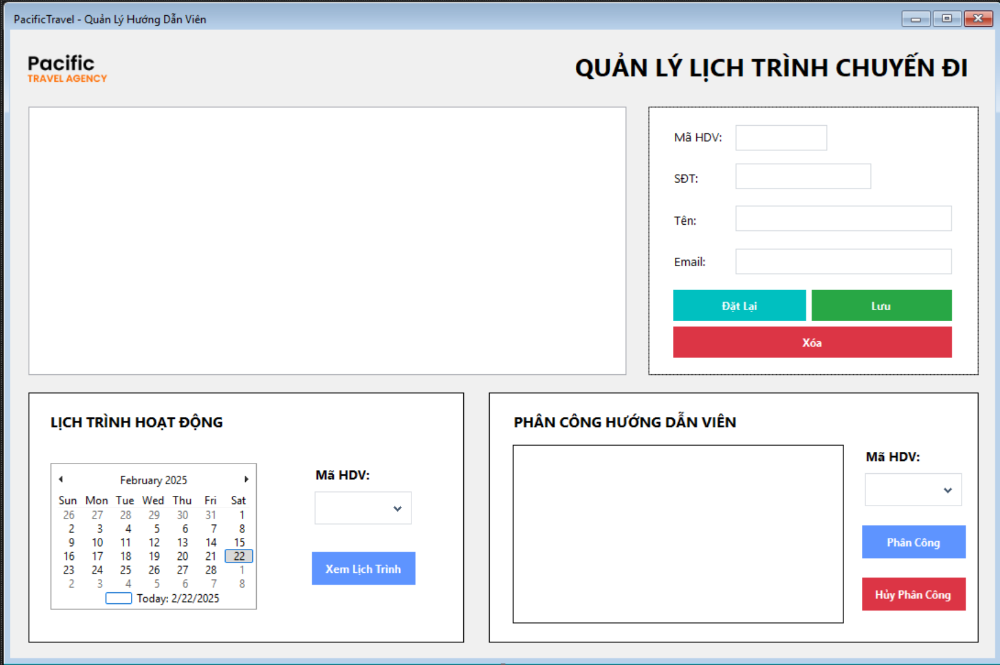 PacificTravel - Quản Lý Hướng Dẫn Viên
Pacific
TRAVEL AGENCY
QUẢN LÝ LỊCH TRÌNH CHUYẾN ĐI
Mã HDV:
SĐT:
Tên:
Email:
Đặt Lại
Lưu
Xóa
LỊCH TRÌNH HOẠT ĐỘNG
February 2025
Sun Mon Tue Wed Thu Fri Sat
26 27 28 29 30 31 1
2 3 4 5 6 7 8
9 10 11 12 13 14 15
16 17 18 19 20 21 22
23 24 25 26 27 28 1
2 3 4 5 6 7 8
Today: 2/22/2025
Mã HDV:
Xem Lịch Trình
PHÂN CÔNG HƯỚNG DẪN VIÊN
Mã HDV:
Phân Công
Hủy Phân Công